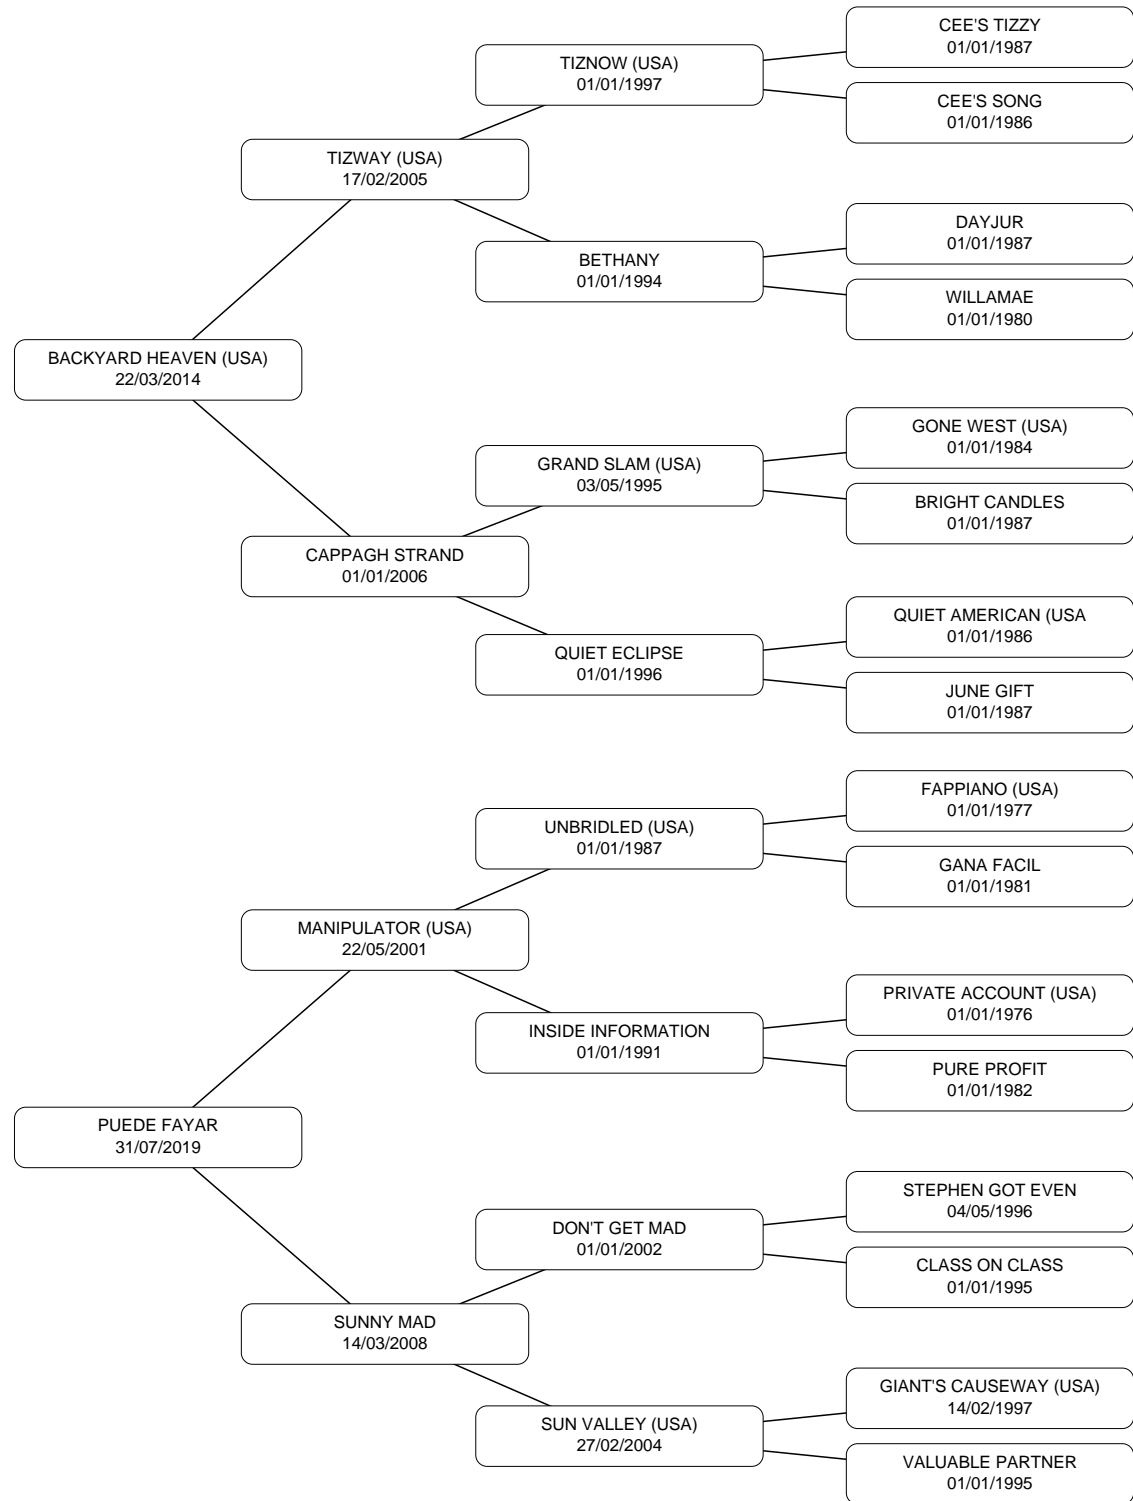 CEE'S TIZZY
01/01/1987
TIZNOW (USA)
01/01/1997
CEE'S SONG
01/01/1986
TIZWAY (USA)
17/02/2005
DAYJUR
01/01/1987
BETHANY
01/01/1994
WILLAMAE
01/01/1980
BACKYARD HEAVEN (USA)
22/03/2014
GONE WEST (USA)
01/01/1984
GRAND SLAM (USA)
03/05/1995
BRIGHT CANDLES
01/01/1987
CAPPAGH STRAND
01/01/2006
QUIET AMERICAN (USA
01/01/1986
QUIET ECLIPSE
01/01/1996
JUNE GIFT
01/01/1987
FAPPIANO (USA)
01/01/1977
UNBRIDLED (USA)
01/01/1987
GANA FACIL
01/01/1981
MANIPULATOR (USA)
22/05/2001
PRIVATE ACCOUNT (USA)
01/01/1976
INSIDE INFORMATION
01/01/1991
PURE PROFIT
01/01/1982
PUEDE FAYAR
31/07/2019
STEPHEN GOT EVEN
04/05/1996
DON'T GET MAD
01/01/2002
CLASS ON CLASS
01/01/1995
SUNNY MAD
14/03/2008
GIANT'S CAUSEWAY (USA)
14/02/1997
SUN VALLEY (USA)
27/02/2004
VALUABLE PARTNER
01/01/1995